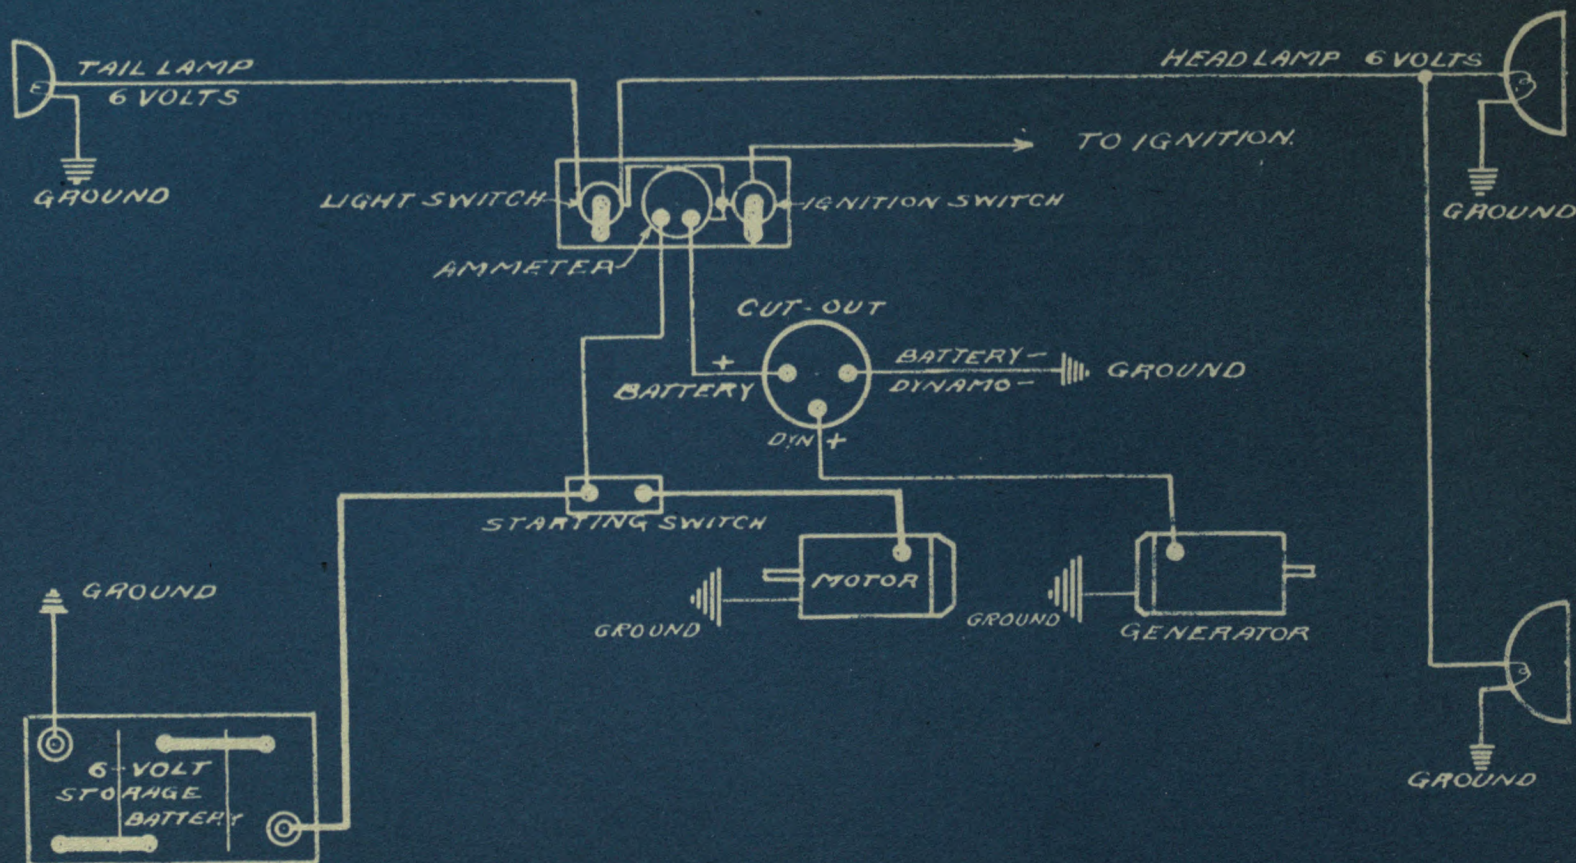 TAIL LAMP
6 VOLTS
HEAD LAMP 6 VOLTS
TO IGNITION.
GROUND
LIGHT SWITCH
IGNITION SWITCH
GROUND
AMMETER
CUT-OUT
+
BATTERY
BATTERY-
DYNAMO-
GROUND
DYN +
STARTING SWITCH
GROUND
MOTOR
GROUND
GROUND
GENERATOR
6-VOLT
STORAGE
BATTERY
GROUND